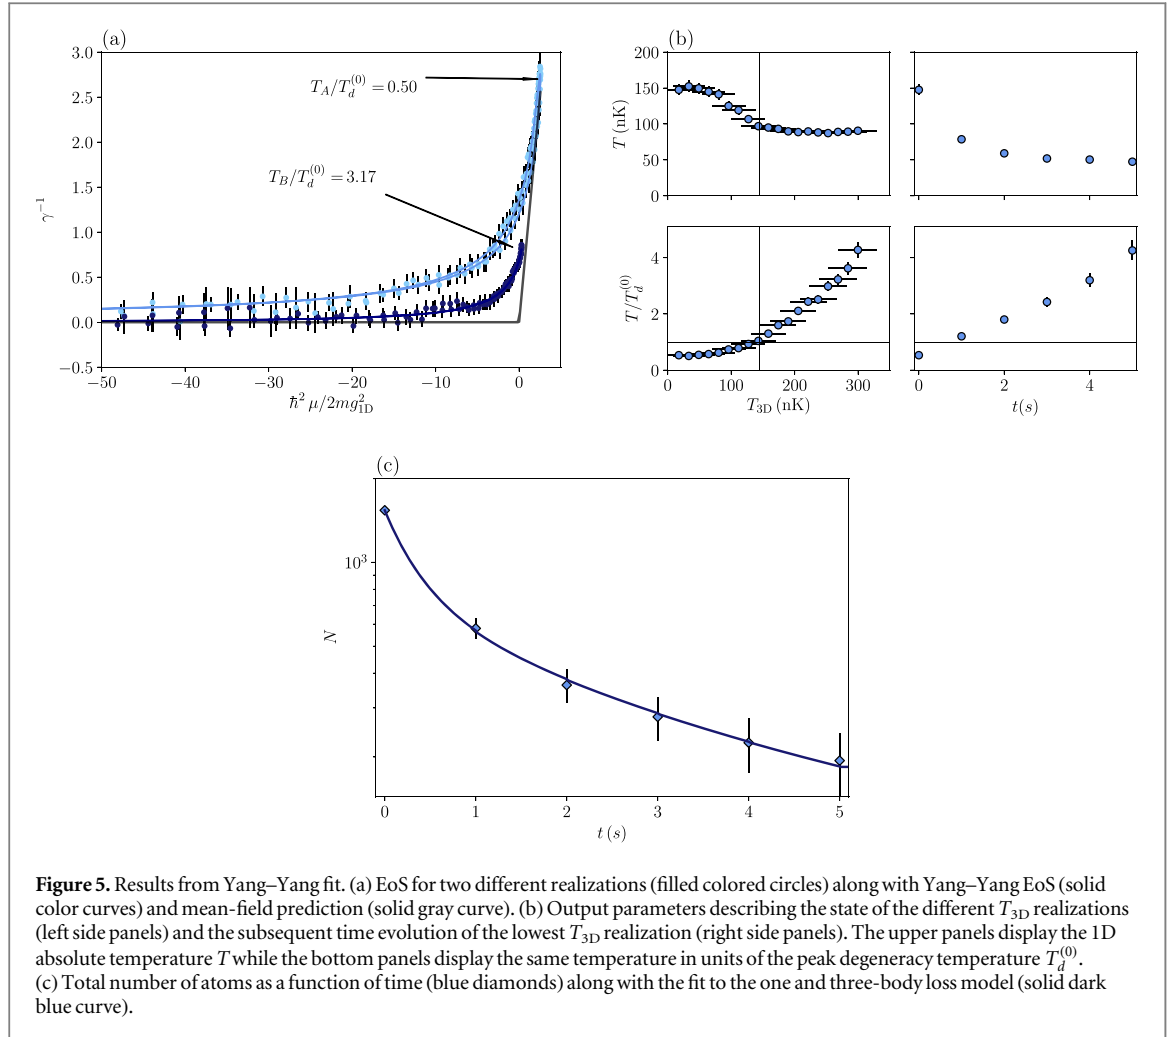 (a)
3.0
2.5
2.0
1.5
1.0
0.5
0.0
−0.5
γ⁻¹
T_A/T_d^(0) = 0.50
T_B/T_d^(0) = 3.17
−50 −40 −30 −20 −10 0
ℏ² μ/2mg²_1D
(b)
200
150
100
50
0
T (nK)
4
2
0
T/T_d^(0)
0 100 200 300
T_3D (nK)
0 2 4
t(s)
(c)
10³
N
0 1 2 3 4 5
t (s)
Figure 5. Results from Yang–Yang fit. (a) EoS for two different realizations (filled colored circles) along with Yang–Yang EoS (solid
color curves) and mean-field prediction (solid gray curve). (b) Output parameters describing the state of the different T_3D realizations
(left side panels) and the subsequent time evolution of the lowest T_3D realization (right side panels). The upper panels display the 1D
absolute temperature T while the bottom panels display the same temperature in units of the peak degeneracy temperature T_d^(0).
(c) Total number of atoms as a function of time (blue diamonds) along with the fit to the one and three-body loss model (solid dark
blue curve).